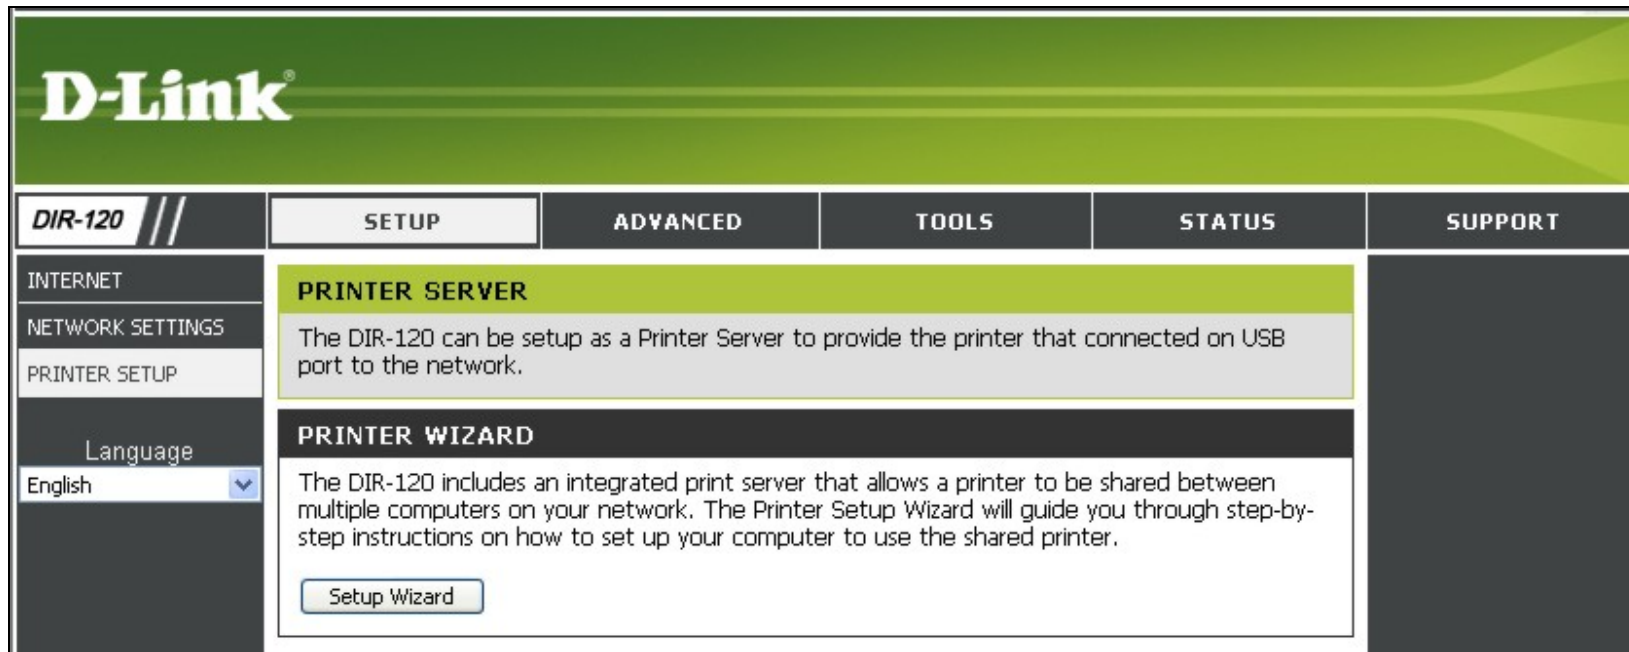 D-Link®
DIR-120
SETUP
ADVANCED
TOOLS
STATUS
SUPPORT
INTERNET
NETWORK SETTINGS
PRINTER SETUP
Language
English
PRINTER SERVER
The DIR-120 can be setup as a Printer Server to provide the printer that connected on USB
port to the network.
PRINTER WIZARD
The DIR-120 includes an integrated print server that allows a printer to be shared between
multiple computers on your network. The Printer Setup Wizard will guide you through step-by-
step instructions on how to set up your computer to use the shared printer.
Setup Wizard